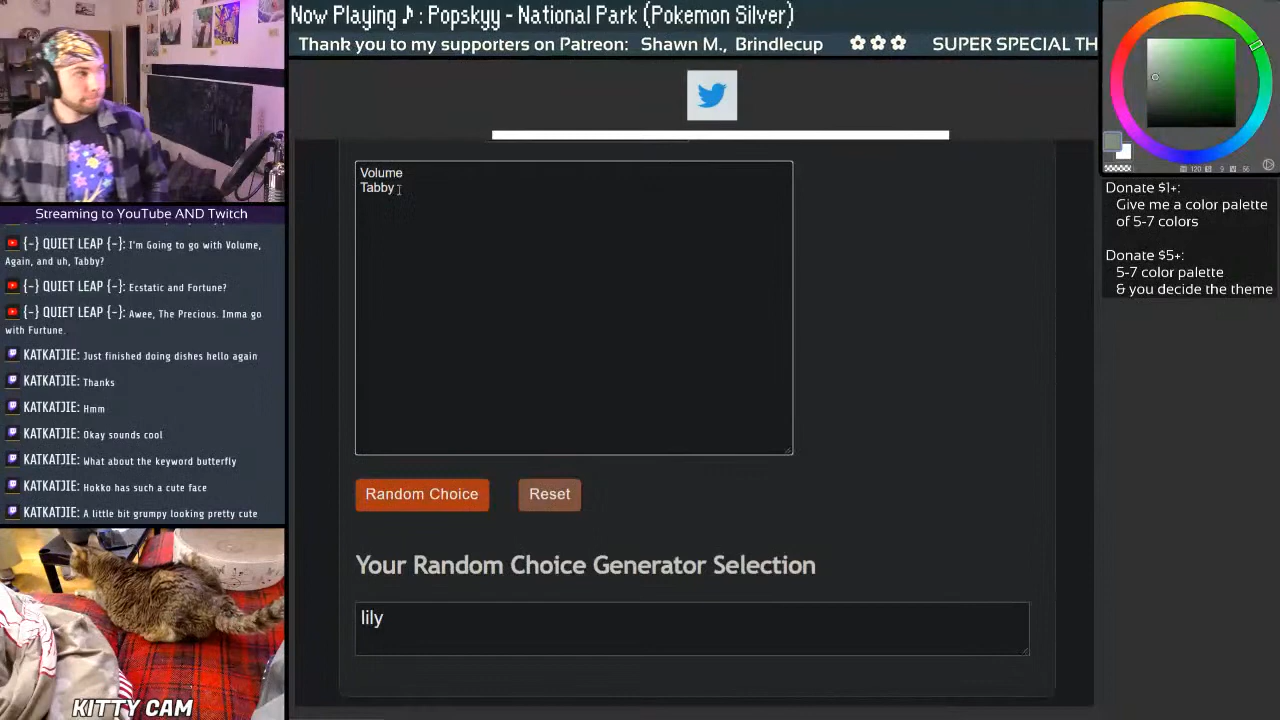 Now Playing ♪ : Popskyy - National Park (Pokemon Silver)
Thank you to my supporters on Patreon: Shawn M., Brindlecup ✿ ✿ ✿ SUPER SPECIAL TH
Streaming to YouTube AND Twitch
{-} QUIET LEAP {-}: I'm Going to go with Volume,
Again, and uh, Tabby?
{-} QUIET LEAP {-}: Ecstatic and Fortune?
{-} QUIET LEAP {-}: Awee, The Precious. Imma go
with Furtune.
KATKATJIE: Just finished doing dishes hello again
KATKATJIE: Thanks
KATKATJIE: Hmm
KATKATJIE: Okay sounds cool
KATKATJIE: What about the keyword butterfly
KATKATJIE: Hokko has such a cute face
KATKATJIE: A little bit grumpy looking pretty cute
KITTY CAM
Volume
Tabby
Random Choice
Reset
Your Random Choice Generator Selection
lily
Donate $1+:
Give me a color palette
of 5-7 colors
Donate $5+:
5-7 color palette
& you decide the theme